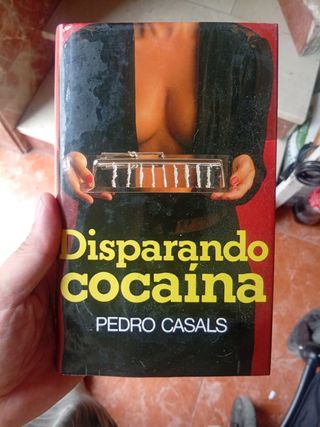 Disparando
cocaína
PEDRO CASALS